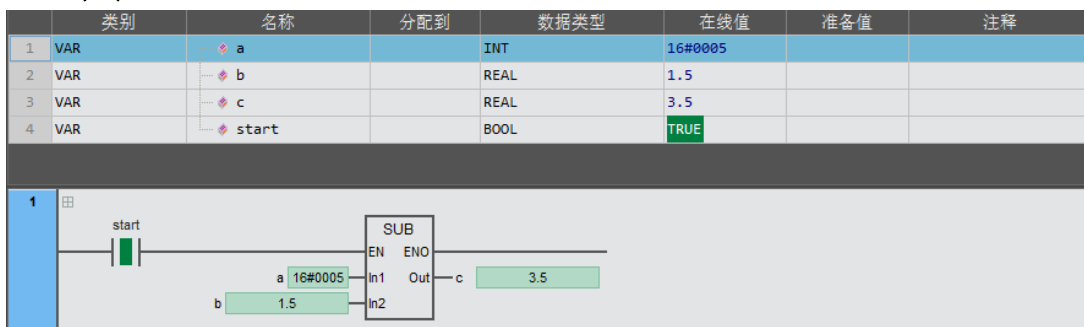 类别 名称 分配到 数据类型 在线值 准备值 注释
1 VAR a INT 16#0005
2 VAR b REAL 1.5
3 VAR c REAL 3.5
4 VAR start BOOL TRUE
1
start
SUB
EN ENO
a 16#0005 In1 Out c 3.5
b 1.5 In2